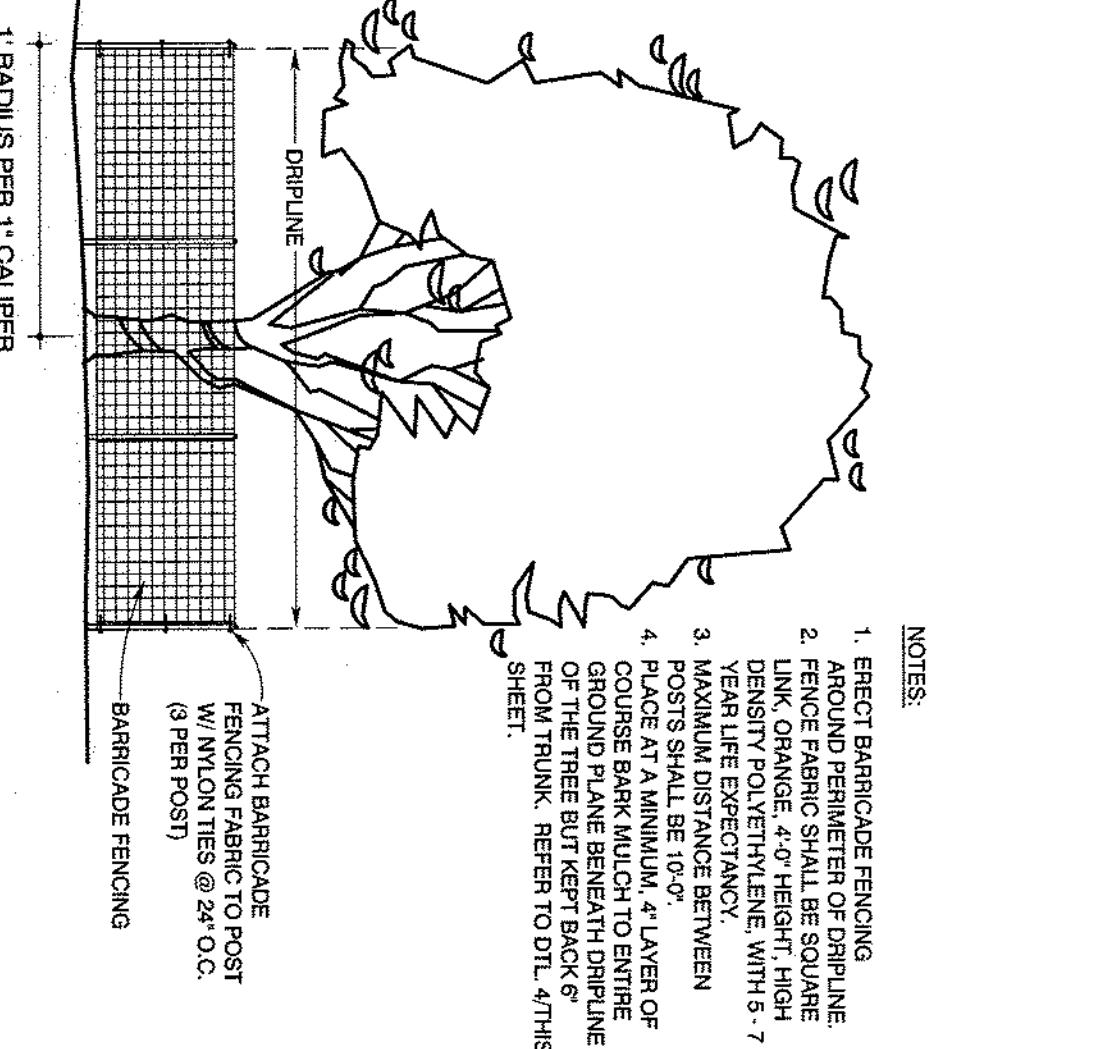 NOTES:
1. ERECT BARRICADE FENCING
AROUND PERIMETER OF DRIPLINE.
2. FENCE FABRIC SHALL BE SQUARE
LINK, ORANGE, 4'-0" HEIGHT, HIGH
DENSITY POLYETHYLENE, WITH 5 - 7
YEAR LIFE EXPECTANCY.
3. MAXIMUM DISTANCE BETWEEN
POSTS SHALL BE 10'-0".
4. PLACE AT A MINIMUM, 4" LAYER OF
COURSE BARK MULCH TO ENTIRE
GROUND PLANE BENEATH DRIPLINE
OF THE TREE BUT KEPT BACK 6"
FROM TRUNK. REFER TO DTL. 4/THIS
SHEET.
DRIPLINE
ATTACH BARRICADE
FENCING FABRIC TO POST
W/ NYLON TIES @ 24" O.C.
(3 PER POST)
BARRICADE FENCING
1' RADIUS PER 1" CALIPER